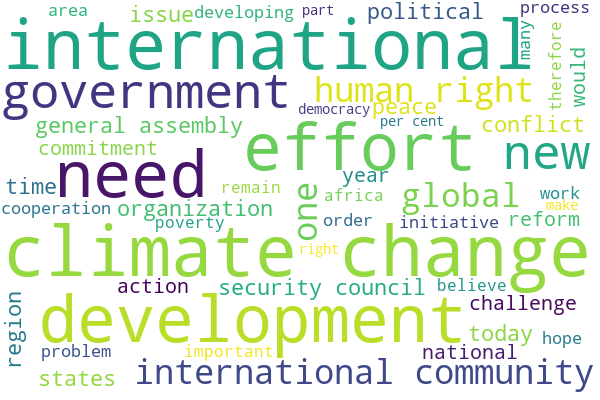 area
issue
developing
part
political
process
international
many
therefore
would
government
human right
democracy
peace
per cent
general assembly
conflict
commitment
effort
new
need
time
year
remain
africa
global
work
make
cooperation
organization
one
order
initiative
reform
poverty
climate change
right
action
security council
believe
challenge
region
development
today
hope
problem
important
national
states
international community